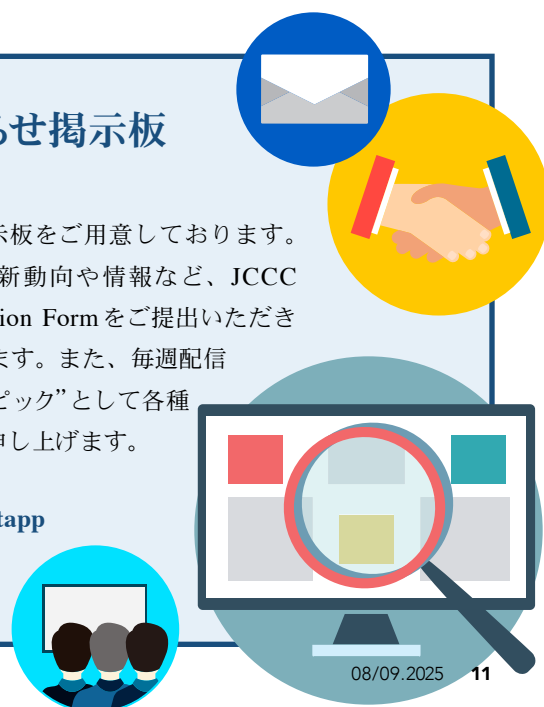 らせ掲示板
示板をご用意しております。
新動向や情報など、JCCC
ion Formをご提出いただき
ます。また、毎週配信
ピック”として各種
申し上げます。
tapp
08/09.2025 11